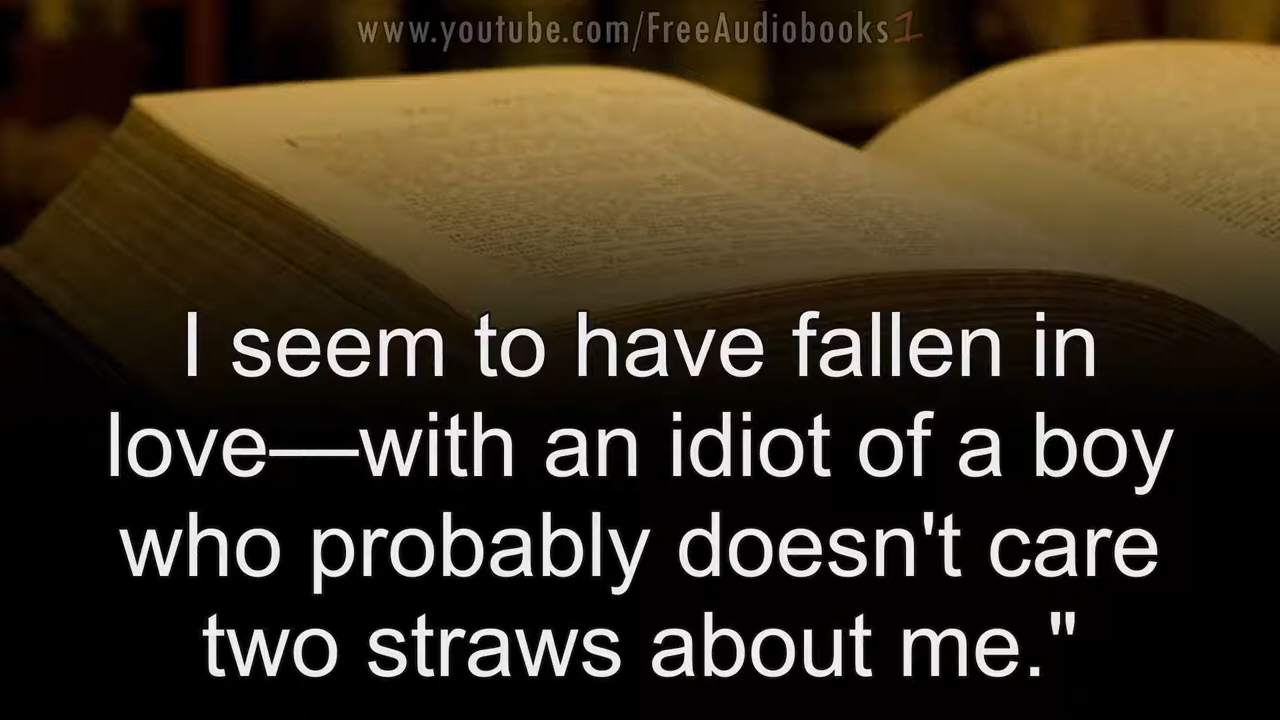 www.youtube.com/FreeAudiobooks1
I seem to have fallen in
love—with an idiot of a boy
who probably doesn't care
two straws about me."